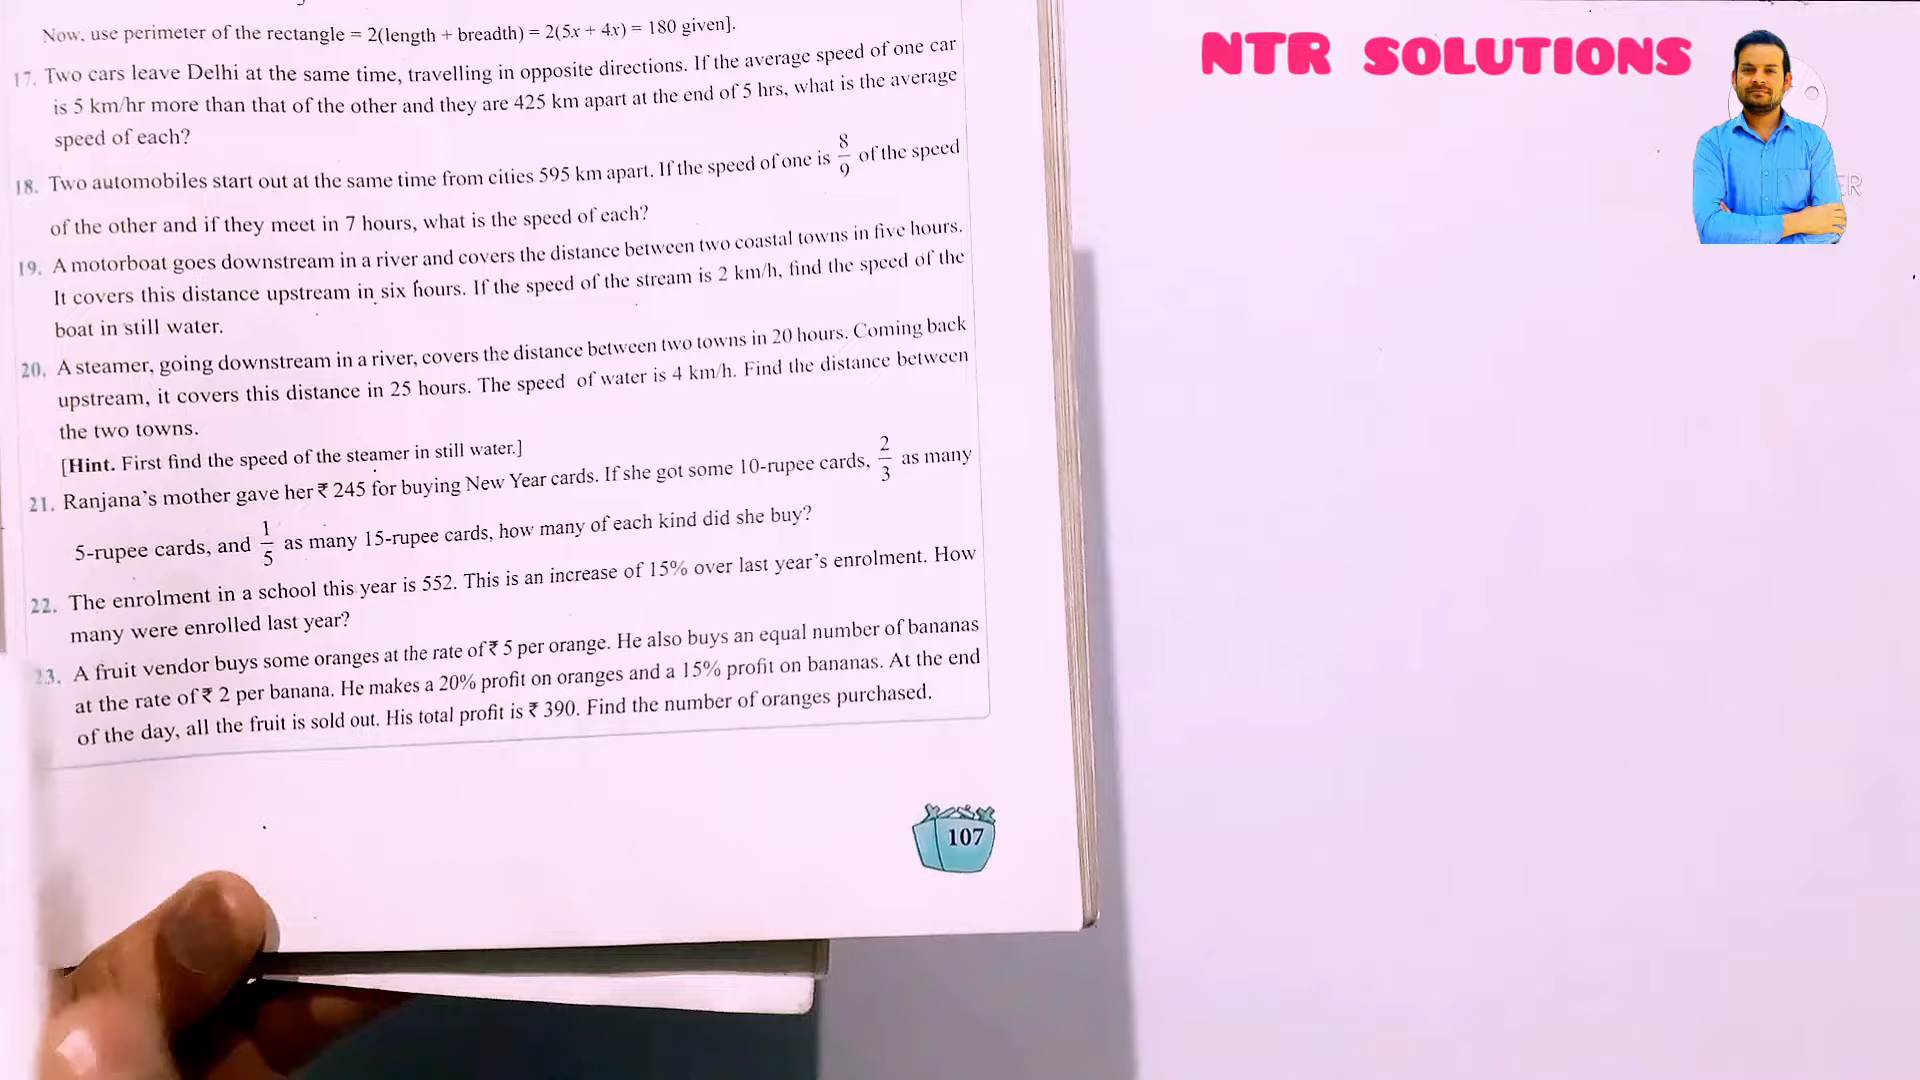 Now, use perimeter of the rectangle = 2(length + breadth) = 2(5x + 4x) = 180 given].
17. Two cars leave Delhi at the same time, travelling in opposite directions. If the average speed of one car
is 5 km/hr more than that of the other and they are 425 km apart at the end of 5 hrs, what is the average
speed of each?
18. Two automobiles start out at the same time from cities 595 km apart. If the speed of one is 8/9 of the speed
of the other and if they meet in 7 hours, what is the speed of each?
19. A motorboat goes downstream in a river and covers the distance between two coastal towns in five hours.
It covers this distance upstream in six hours. If the speed of the stream is 2 km/h, find the speed of the
boat in still water.
20. A steamer, going downstream in a river, covers the distance between two towns in 20 hours. Coming back
upstream, it covers this distance in 25 hours. The speed of water is 4 km/h. Find the distance between
the two towns.
[Hint. First find the speed of the steamer in still water.]
21. Ranjana's mother gave her ₹ 245 for buying New Year cards. If she got some 10-rupee cards, 2/3 as many
5-rupee cards, and 1/5 as many 15-rupee cards, how many of each kind did she buy?
22. The enrolment in a school this year is 552. This is an increase of 15% over last year's enrolment. How
many were enrolled last year?
23. A fruit vendor buys some oranges at the rate of ₹ 5 per orange. He also buys an equal number of bananas
at the rate of ₹ 2 per banana. He makes a 20% profit on oranges and a 15% profit on bananas. At the end
of the day, all the fruit is sold out. His total profit is ₹ 390. Find the number of oranges purchased.
107
NTR SOLUTIONS
ER